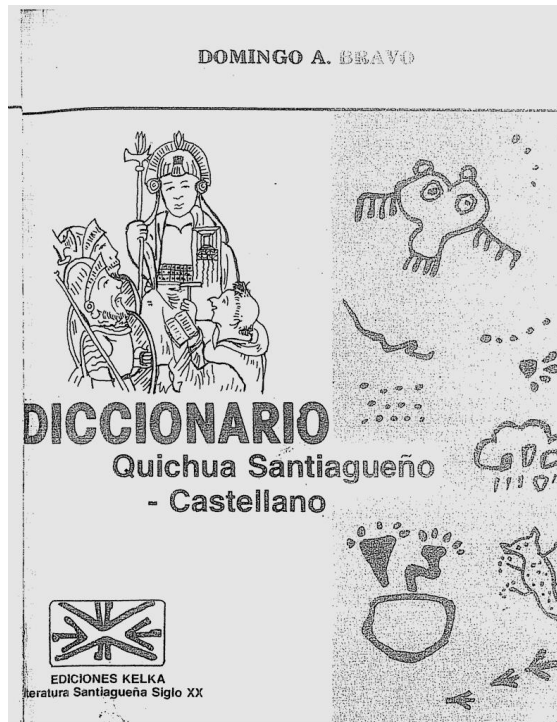 DOMINGO A. BRAVO
DICCIONARIO
Quichua Santiagueño
- Castellano
EDICIONES KELKA
teratura Santiagueña Siglo XX